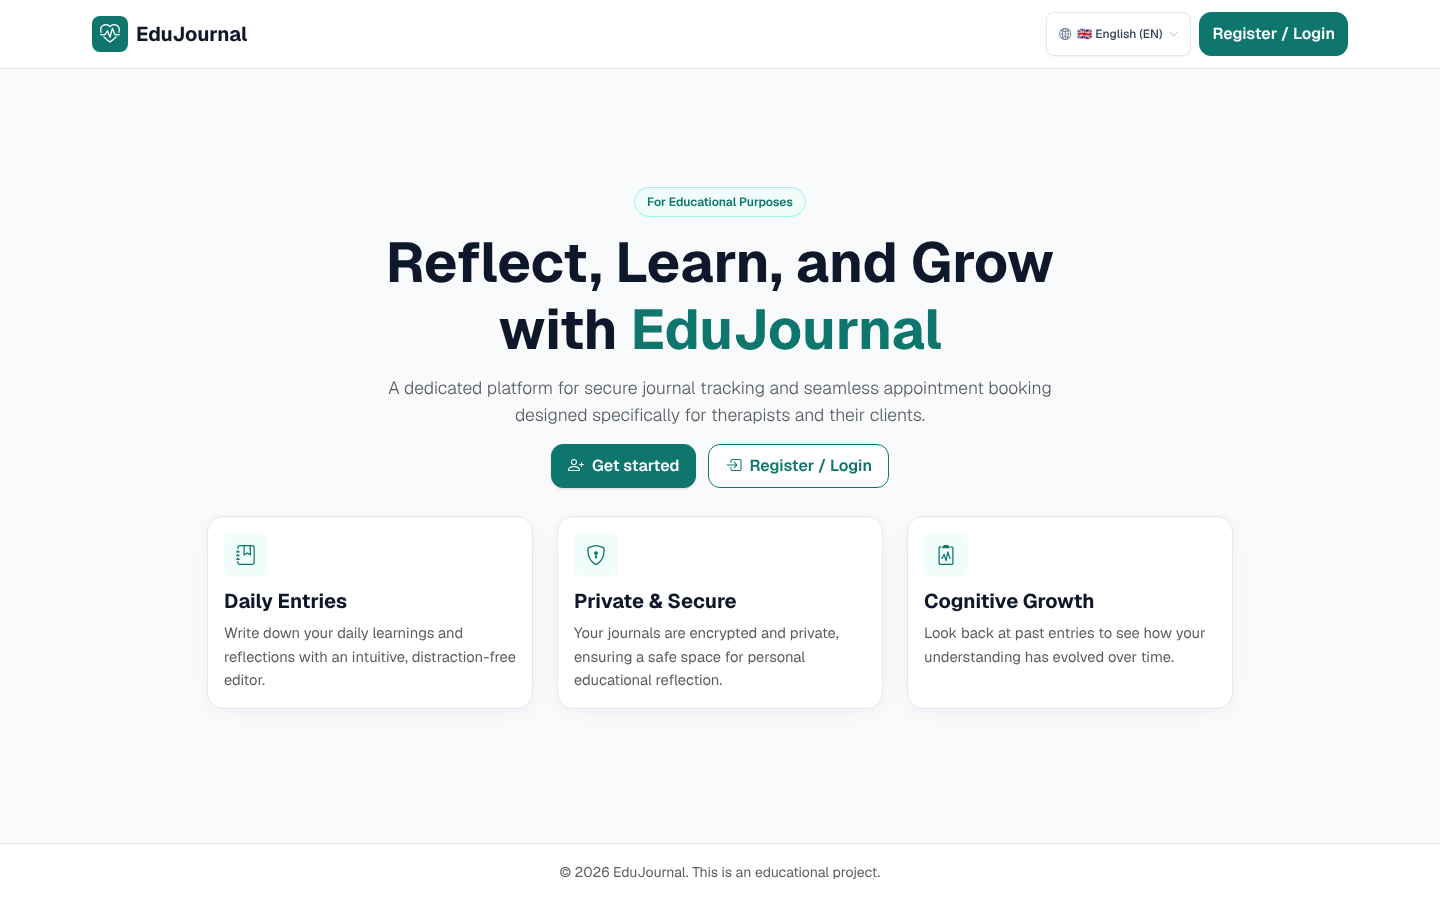 EduJournal
🇬🇧 English (EN)
Register / Login
For Educational Purposes
Reflect, Learn, and Grow
with EduJournal
A dedicated platform for secure journal tracking and seamless appointment booking
designed specifically for therapists and their clients.
Get started
Register / Login
Daily Entries
Write down your daily learnings and
reflections with an intuitive, distraction-free
editor.
Private & Secure
Your journals are encrypted and private,
ensuring a safe space for personal
educational reflection.
Cognitive Growth
Look back at past entries to see how your
understanding has evolved over time.
© 2026 EduJournal. This is an educational project.